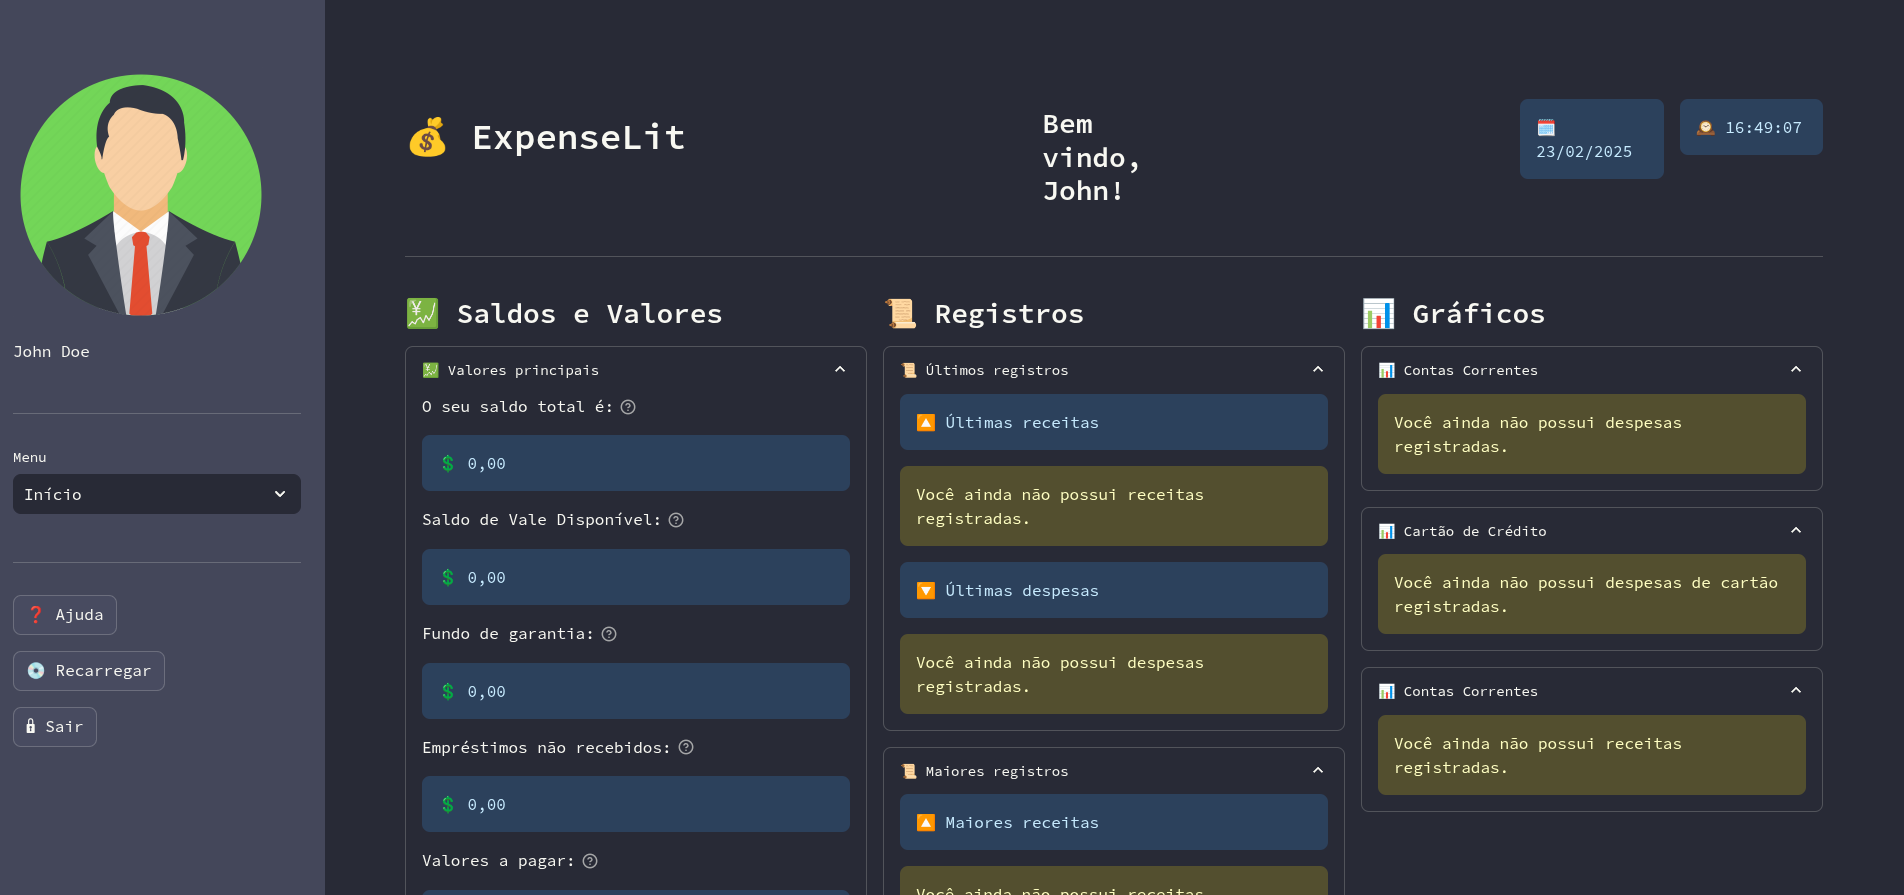 John Doe
Menu
Início
Ajuda
Recarregar
Sair
ExpenseLit
Bem
vindo,
John!
23/02/2025
16:49:07
Saldos e Valores
Valores principais
O seu saldo total é:
0,00
Saldo de Vale Disponível:
0,00
Fundo de garantia:
0,00
Empréstimos não recebidos:
0,00
Valores a pagar:
Registros
Últimos registros
Últimas receitas
Você ainda não possui receitas
registradas.
Últimas despesas
Você ainda não possui despesas
registradas.
Maiores registros
Maiores receitas
Você ainda não possui receitas
Gráficos
Contas Correntes
Você ainda não possui despesas
registradas.
Cartão de Crédito
Você ainda não possui despesas de cartão
registradas.
Contas Correntes
Você ainda não possui receitas
registradas.